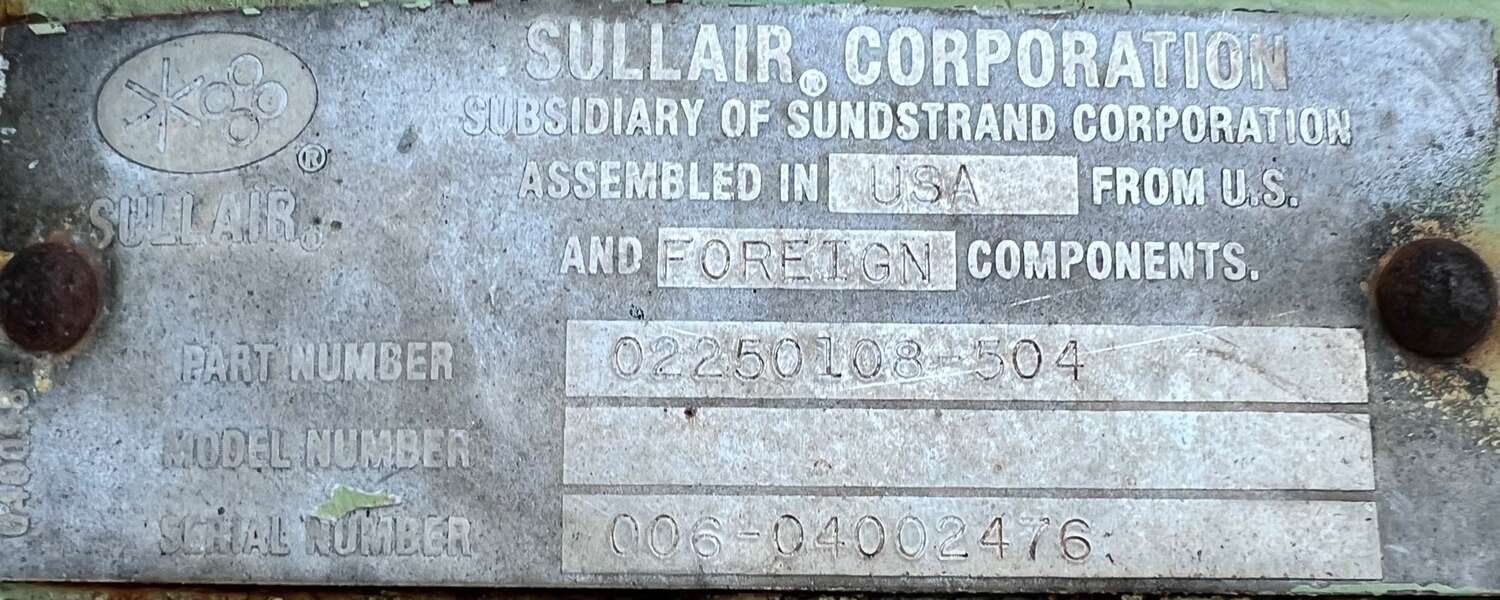 SULLAIR® CORPORATION
SUBSIDIARY OF SUNDSTRAND CORPORATION
ASSEMBLED IN USA FROM U.S.
AND FOREIGN COMPONENTS.
®
SULLAIR®
PART NUMBER 02250108-504
MODEL NUMBER
SERIAL NUMBER 006-04002476